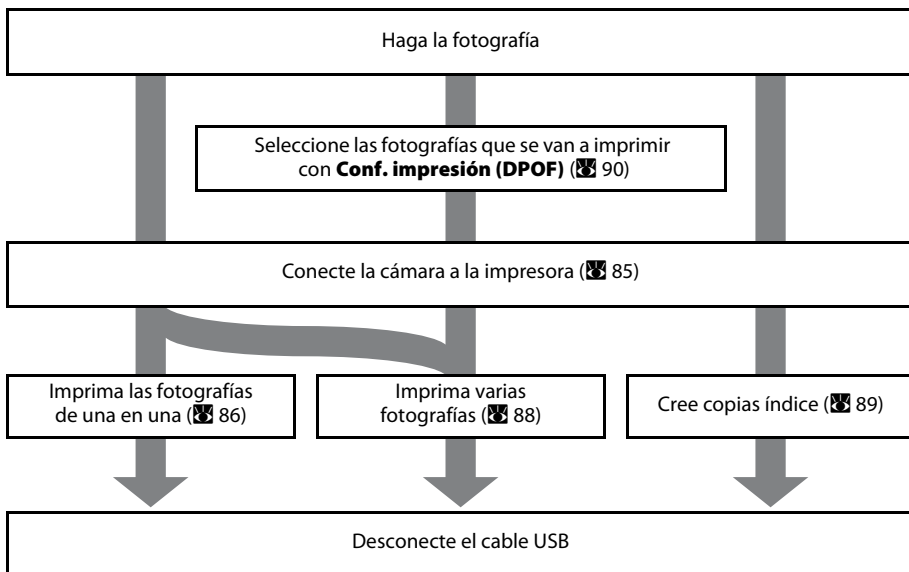 Haga la fotografía
Seleccione las fotografías que se van a imprimir
con Conf. impresión (DPOF) ( 90)
Conecte la cámara a la impresora ( 85)
Imprima las fotografías
de una en una ( 86)
Imprima varias
fotografías ( 88)
Cree copias índice ( 89)
Desconecte el cable USB